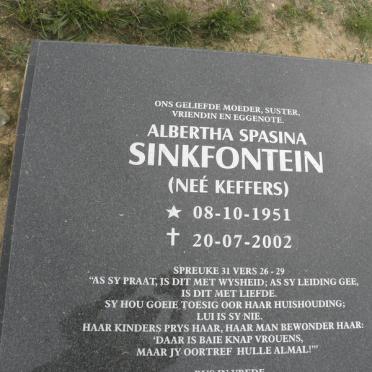 ONS GELIEFDE MOEDER, SUSTER,
VRIENDIN EN EGGENOTE.
ALBERTHA SPASINA
SINKFONTEIN
(NEÉ KEFFERS)
★ 08-10-1951
✝ 20-07-2002
SPREUKE 31 VERS 26 - 29
"AS SY PRAAT, IS DIT MET WYSHEID; AS SY LEIDING GEE,
IS DIT MET LIEFDE.
SY HOU GOEIE TOESIG OOR HAAR HUISHOUDING;
LUI IS SY NIE.
HAAR KINDERS PRYS HAAR, HAAR MAN BEWONDER HAAR:
'DAAR IS BAIE KNAP VROUENS,
MAAR JY OORTREF HULLE ALMAL!'"